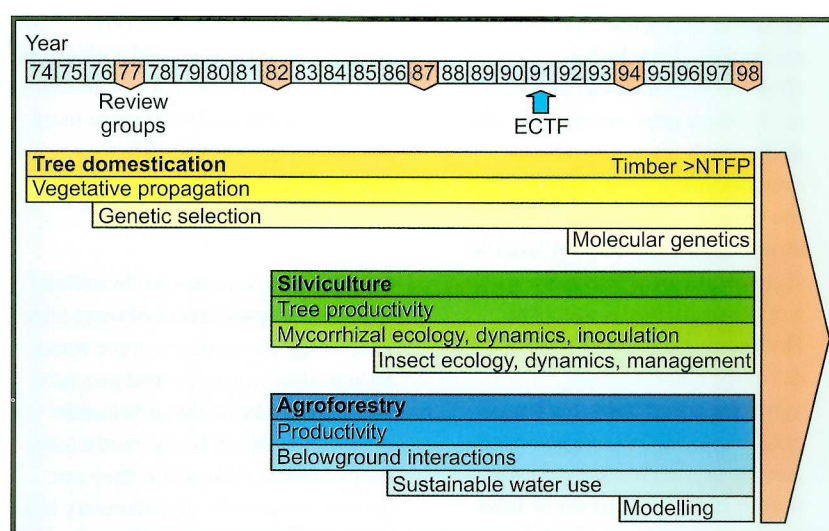 Year
74 75 76 77 78 79 80 81 82 83 84 85 86 87 88 89 90 91 92 93 94 95 96 97 98
Review
groups
ECTF
Tree domestication Timber >NTFP
Vegetative propagation
Genetic selection
Molecular genetics
Silviculture
Tree productivity
Mycorrhizal ecology, dynamics, inoculation
Insect ecology, dynamics, management
Agroforestry
Productivity
Belowground interactions
Sustainable water use
Modelling